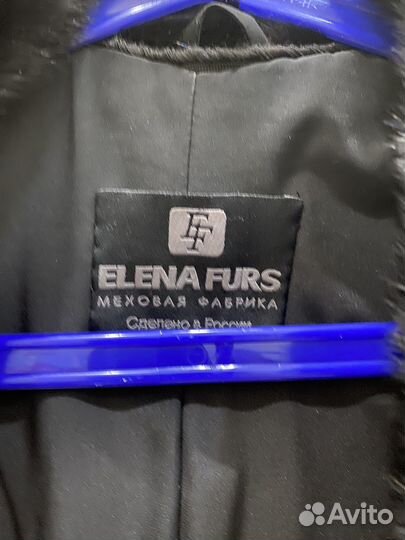 EF
ELENA FURS
МЕХОВАЯ ФАБРИКА
Сделано в России
Avito